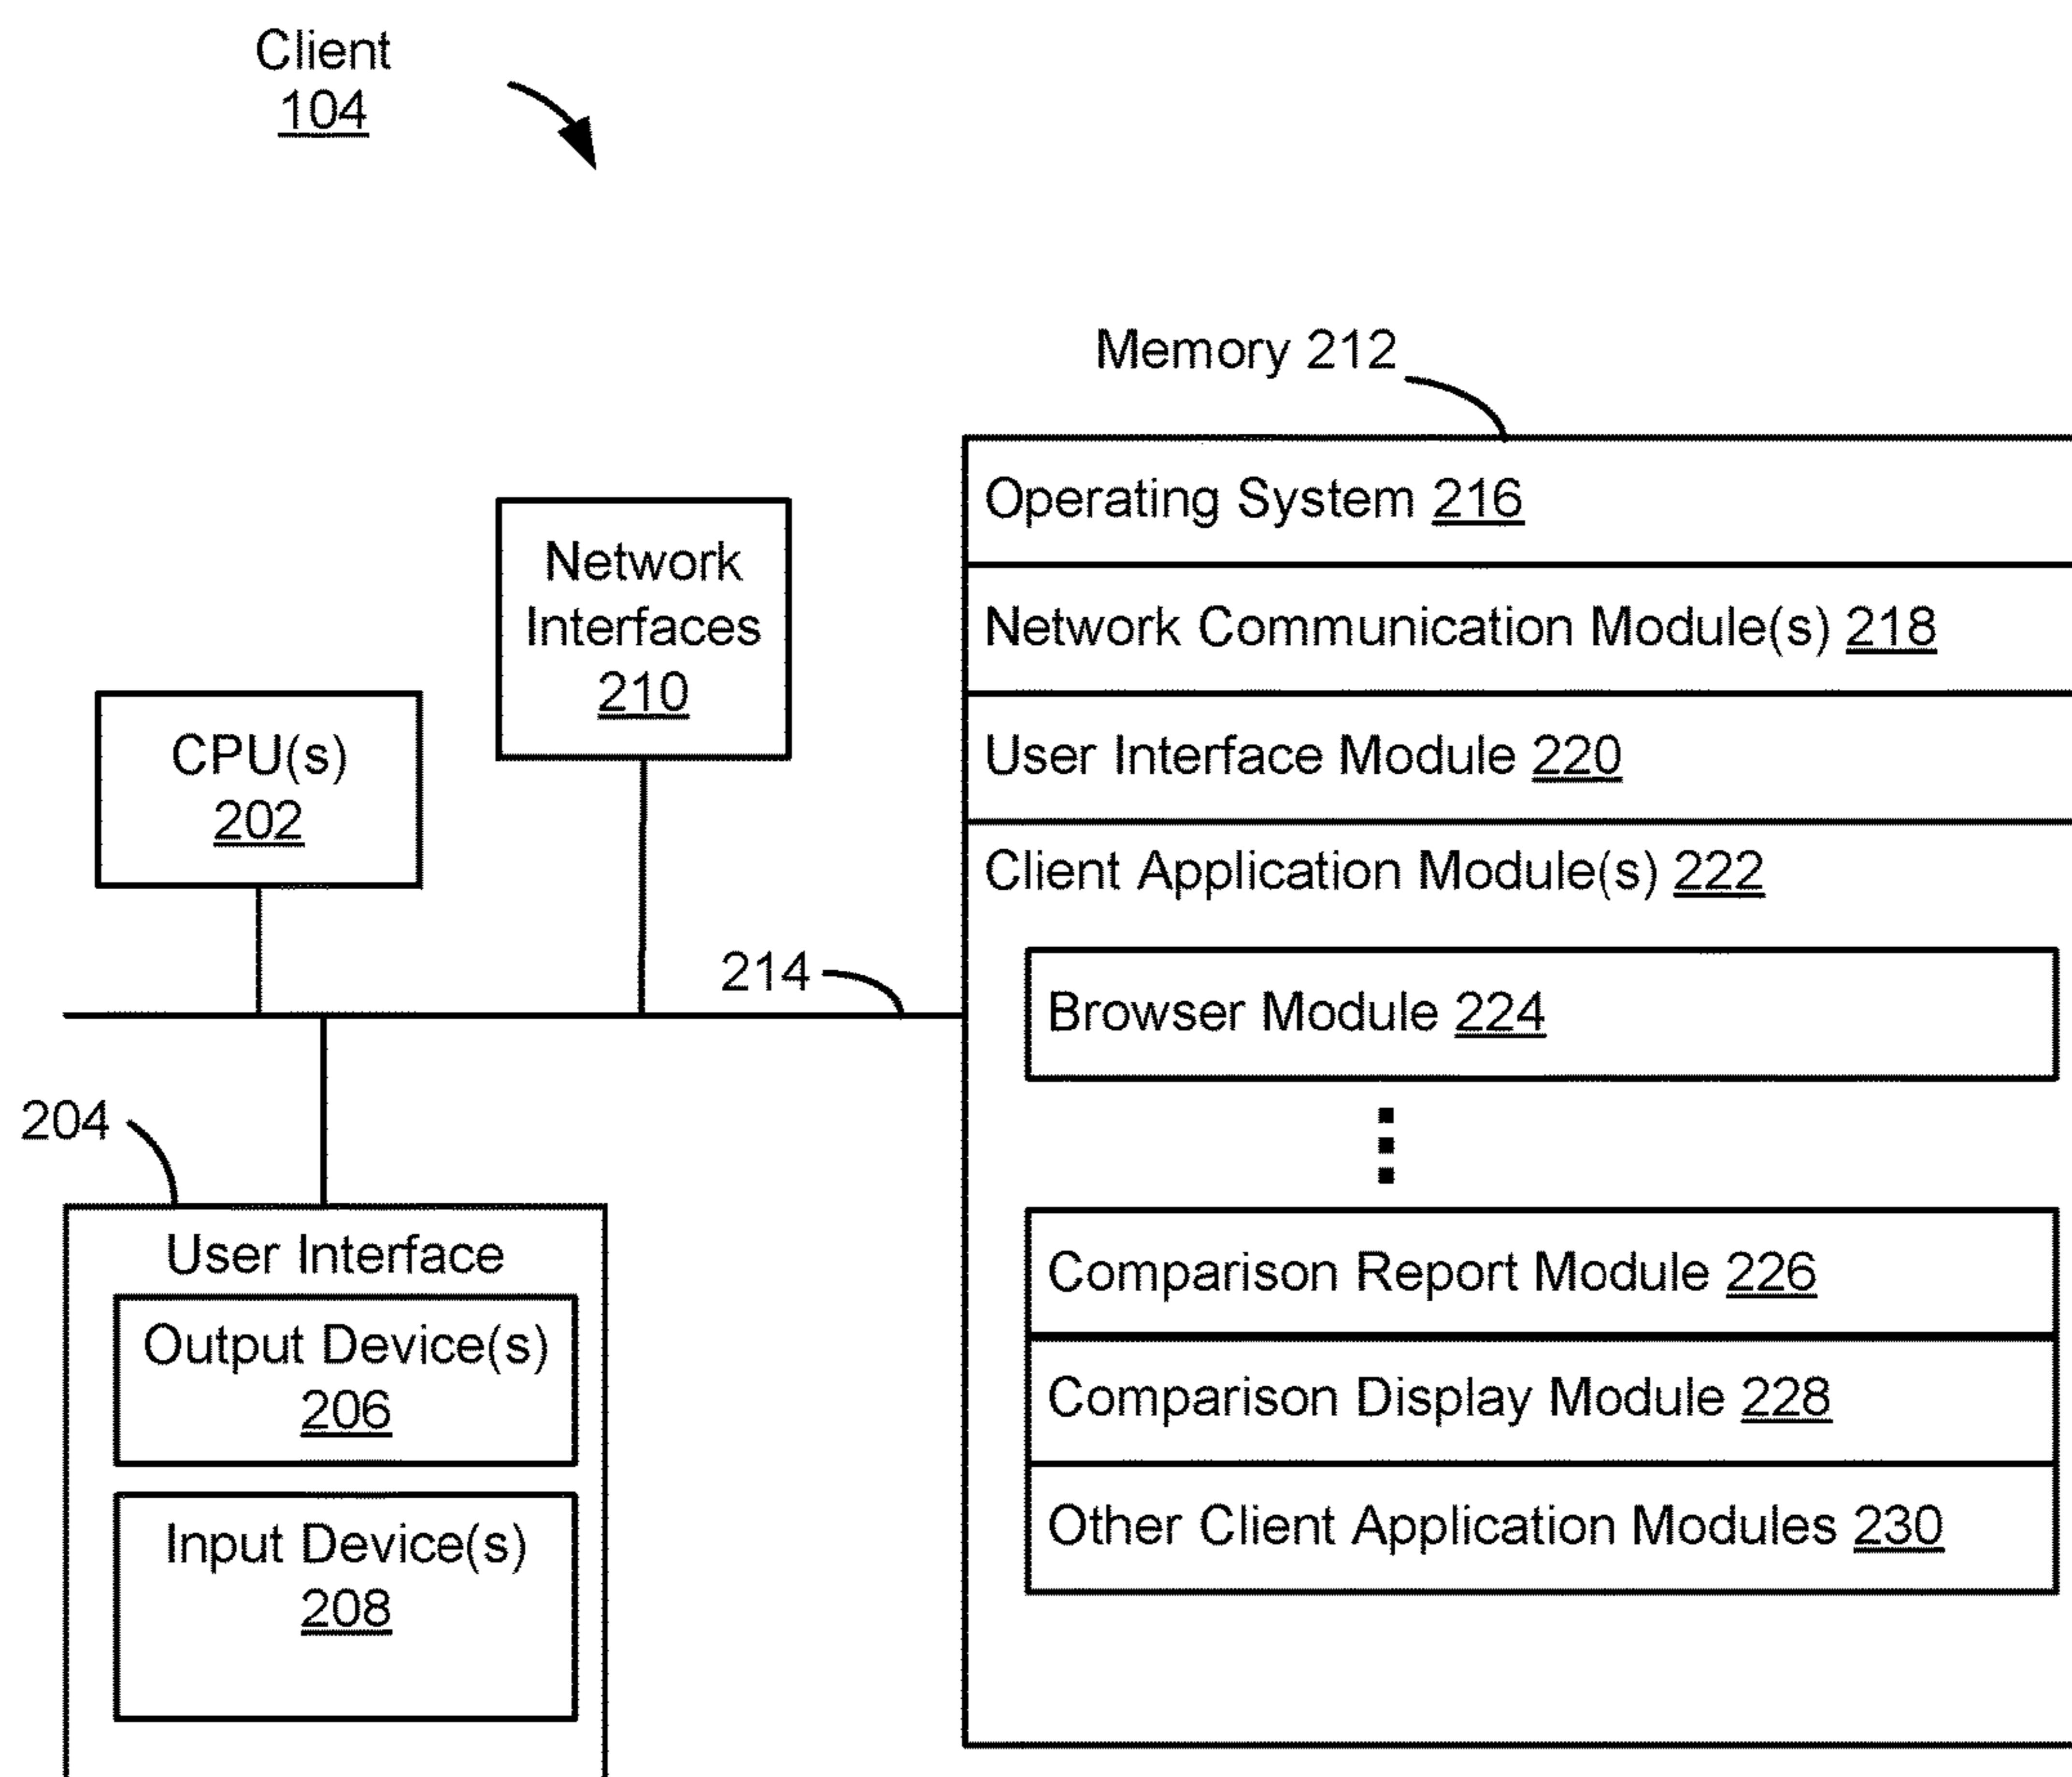 Client
104
Memory 212
Operating System 216
Network Communication Module(s) 218
User Interface Module 220
Client Application Module(s) 222
Browser Module 224
Comparison Report Module 226
Comparison Display Module 228
Other Client Application Modules 230
Network
Interfaces
210
CPU(s)
202
214
204
User Interface
Output Device(s)
206
Input Device(s)
208